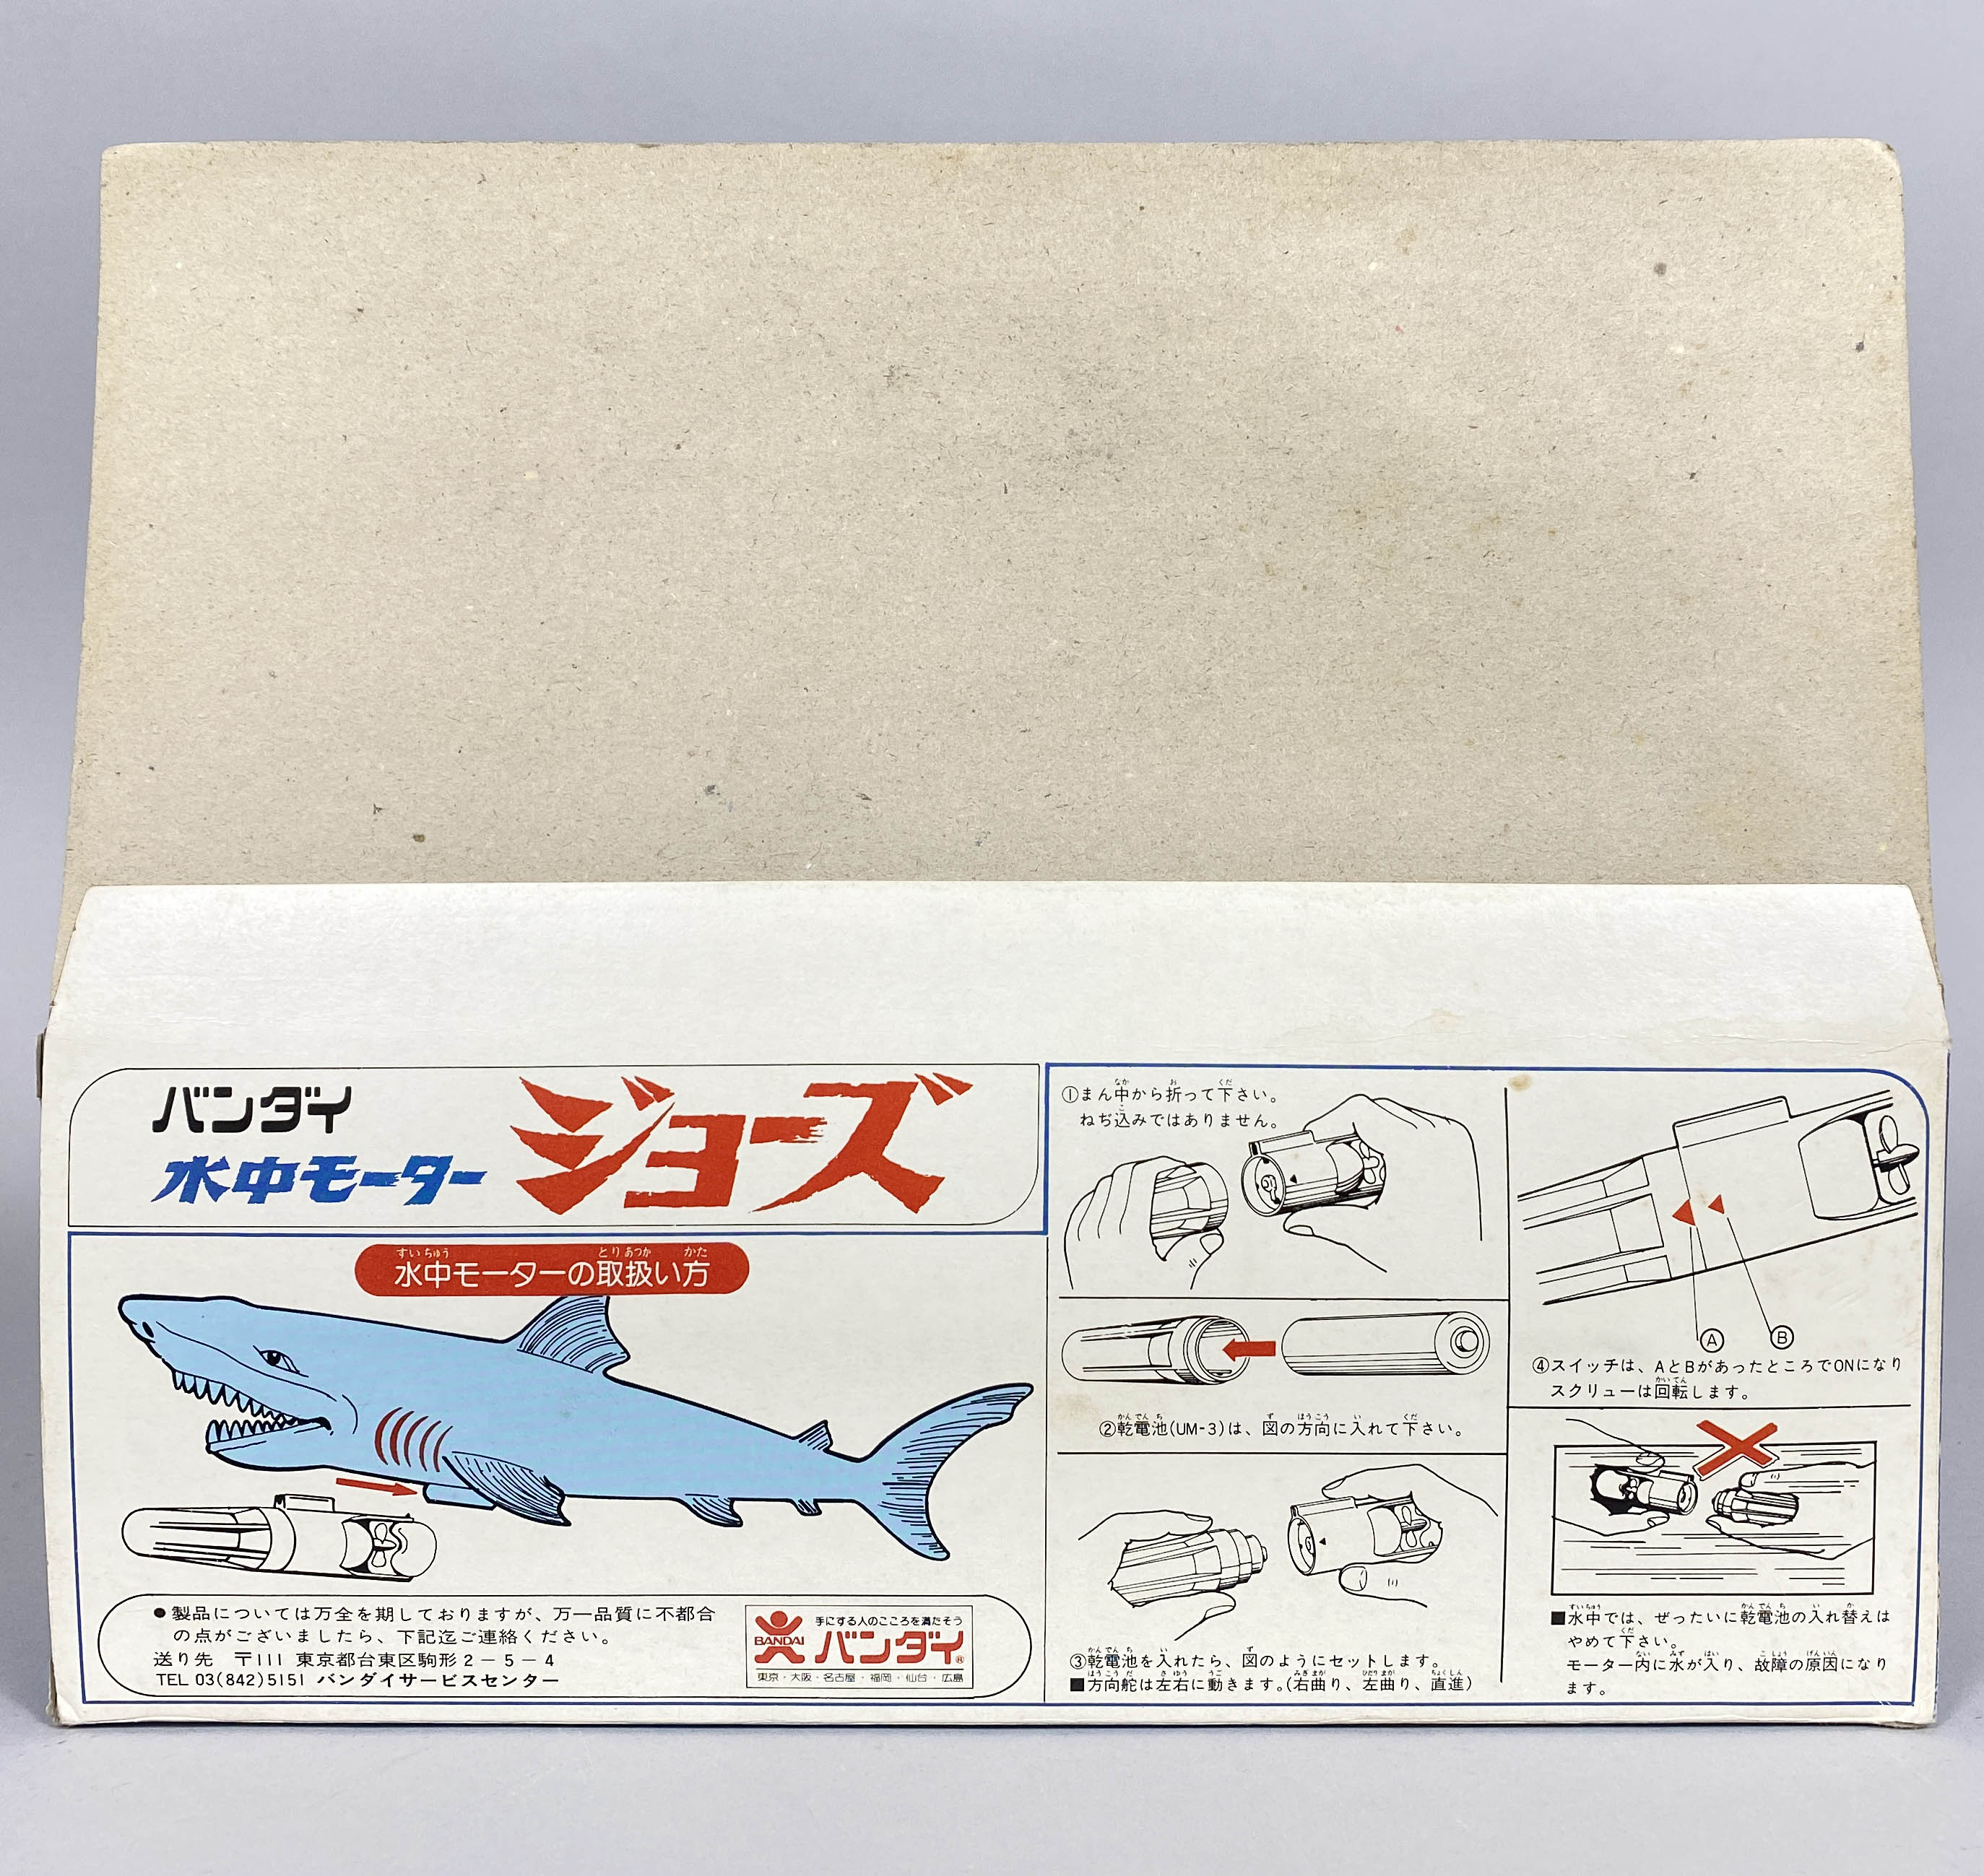 バンダイ
水中モーター
ジョーズ
水中モーターの取扱い方
●製品については万全を期しておりますが、万一品質に不都合
の点がございましたら、下記迄ご連絡ください。
送り先 〒111 東京都台東区駒形2-5-4
TEL 03(842)5151 バンダイサービスセンター
手にする人のこころを満たそう
BANDAI
バンダイ®
東京・大阪・名古屋・福岡・仙台・広島
①まん中から折って下さい。
ねぢ込みではありません。
②乾電池(UM-3)は、図の方向に入れて下さい。
③乾電池を入れたら、図のようにセットします。
■方向舵は左右に動きます。(右曲り、左曲り、直進)
Ⓐ Ⓑ
④スイッチは、AとBがあったところでONになり
スクリューは回転します。
■水中では、ぜったいに乾電池の入れ替えは
やめて下さい。
モーター内に水が入り、故障の原因になり
ます。